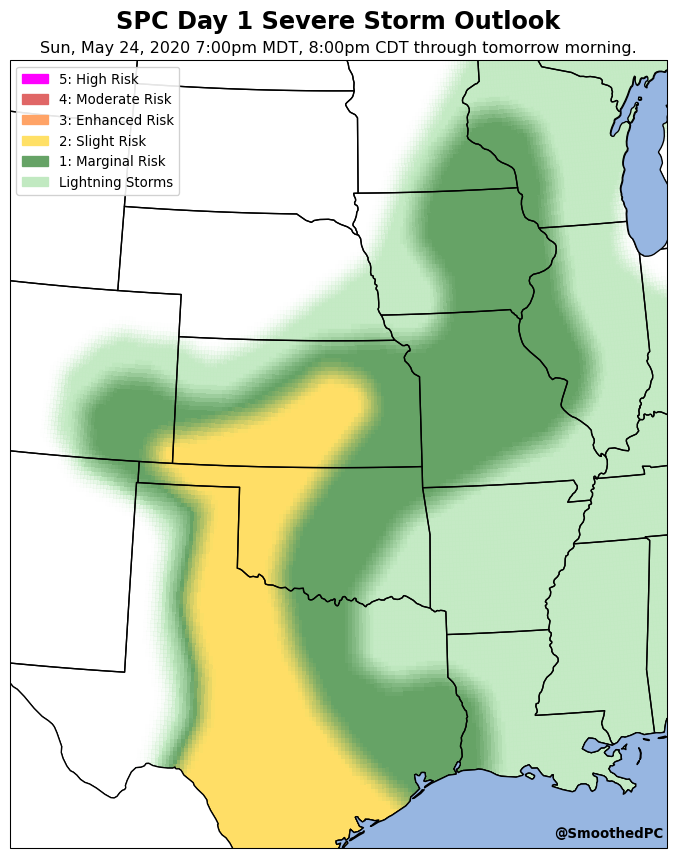 SPC Day 1 Severe Storm Outlook
Sun, May 24, 2020 7:00pm MDT, 8:00pm CDT through tomorrow morning.
5: High Risk
4: Moderate Risk
3: Enhanced Risk
2: Slight Risk
1: Marginal Risk
Lightning Storms
@SmoothedPC